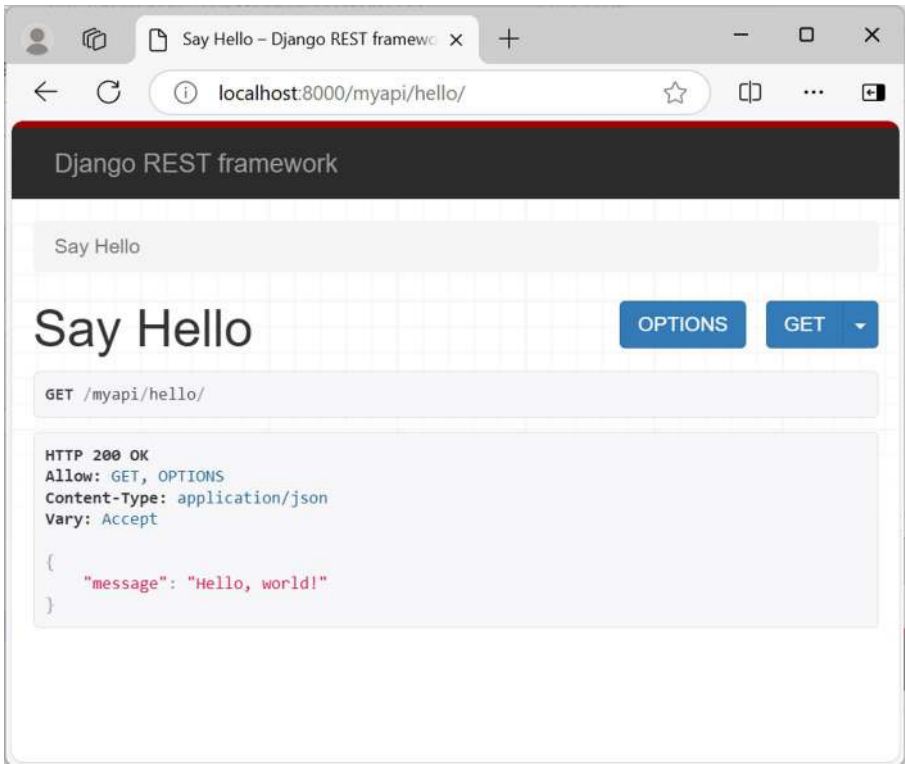 Say Hello – Django REST framewo
localhost:8000/myapi/hello/
Django REST framework
Say Hello
Say Hello
OPTIONS
GET
GET /myapi/hello/
HTTP 200 OK
Allow: GET, OPTIONS
Content-Type: application/json
Vary: Accept
{
"message": "Hello, world!"
}